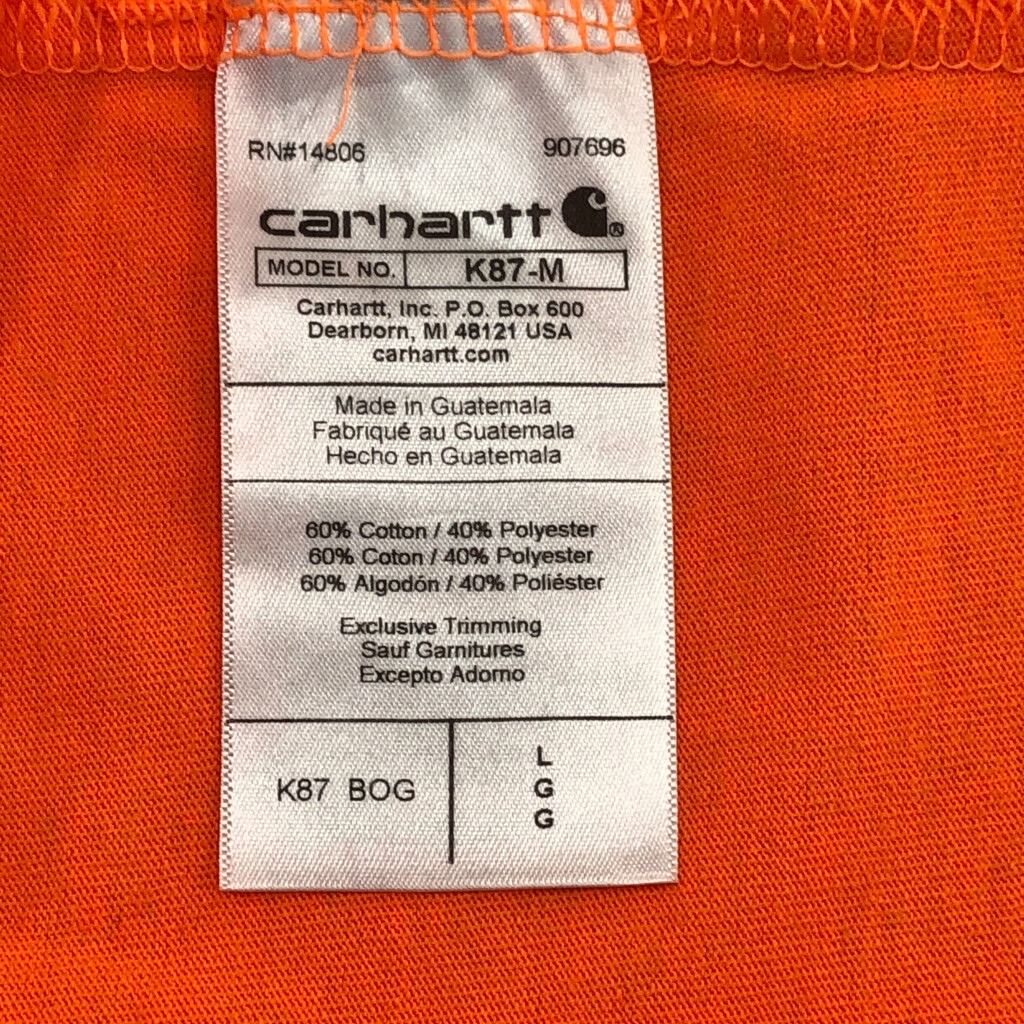 RN#14806 907696
carhartt ®
MODEL NO. K87-M
Carhartt, Inc. P.O. Box 600
Dearborn, MI 48121 USA
carhartt.com
Made in Guatemala
Fabriqué au Guatemala
Hecho en Guatemala
60% Cotton / 40% Polyester
60% Coton / 40% Polyester
60% Algodón / 40% Poliéster
Exclusive Trimming
Sauf Garnitures
Excepto Adorno
K87 BOG
L
G
G